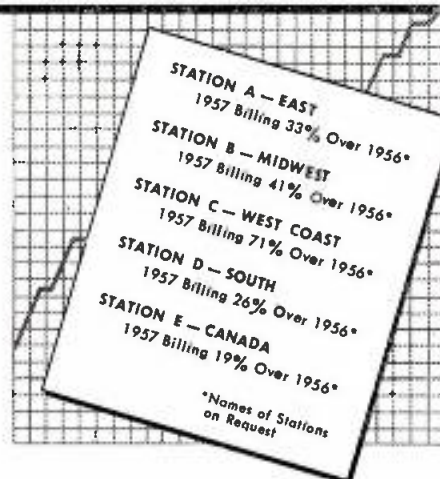 STATION A — EAST
1957 Billing 33% Over 1956*
STATION B — MIDWEST
1957 Billing 41% Over 1956*
STATION C — WEST COAST
1957 Billing 71% Over 1956*
STATION D — SOUTH
1957 Billing 26% Over 1956*
STATION E — CANADA
1957 Billing 19% Over 1956*
*Names of Stations
on Request